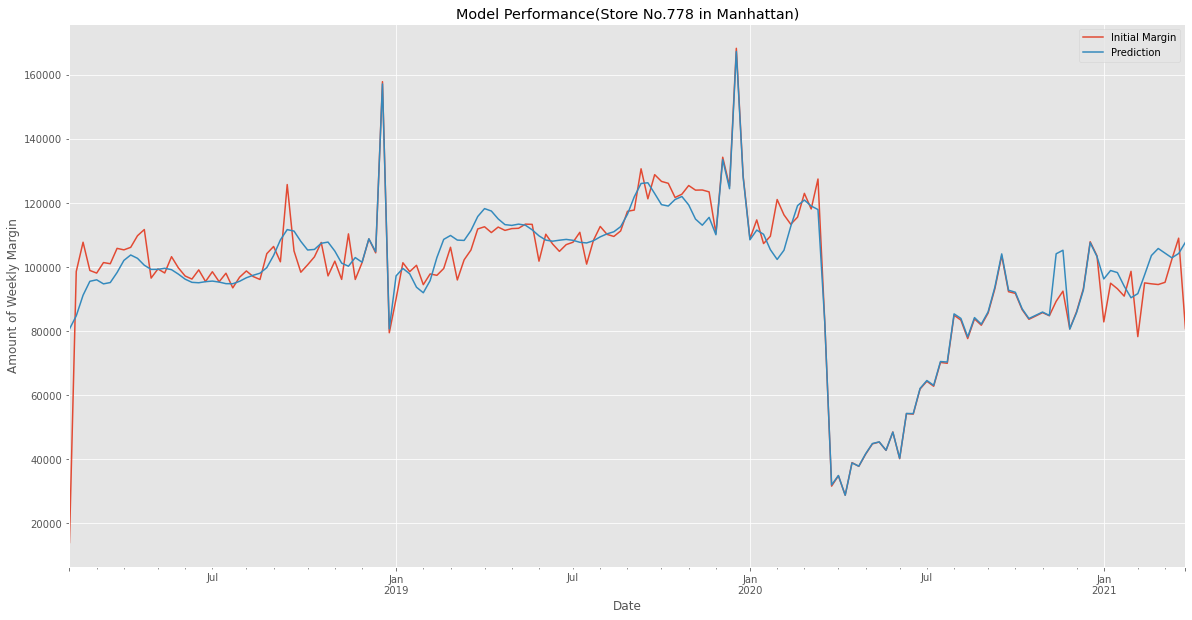 Model Performance(Store No.778 in Manhattan)
Initial Margin
Prediction
160000
140000
120000
100000
80000
60000
40000
20000
Amount of Weekly Margin
Jul
Jan
2019
Jul
Jan
2020
Jul
Jan
2021
Date